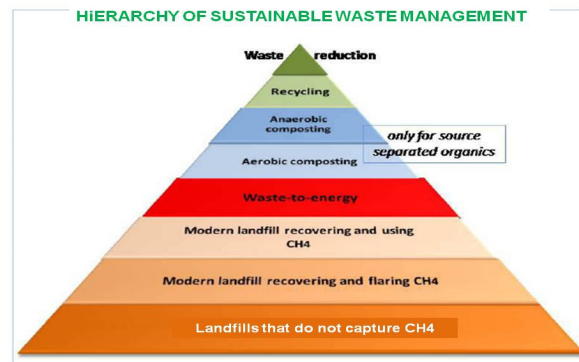 HiERARCHY OF SUSTAINABLE WASTE MANAGEMENT
Waste reduction
Recycling
Anaerobic
composting
only for source
separated organics
Aerobic composting
Waste-to-energy
Modern landfill recovering and using
CH4
Modern landfill recovering and flaring CH4
Landfills that do not capture CH4